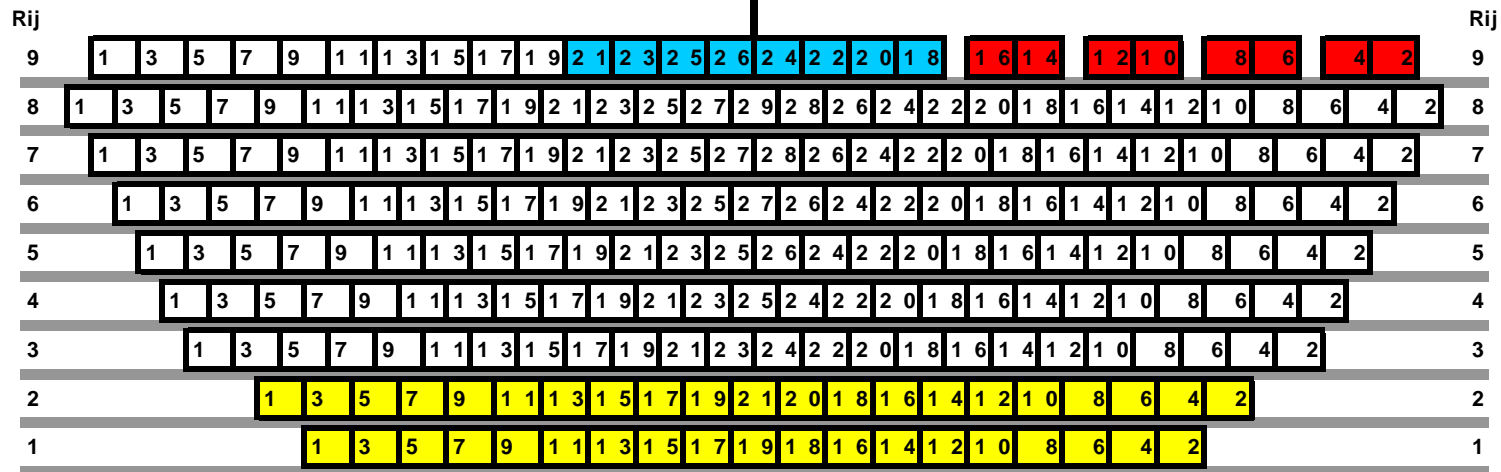 Rij Rij
9 1 3 5 7 9 11 13 15 17 19 21 23 25 26 24 22 20 18 16 14 12 10 8 6 4 2 9
8 1 3 5 7 9 11 13 15 17 19 21 23 25 27 29 28 26 24 22 20 18 16 14 12 10 8 6 4 2 8
7 1 3 5 7 9 11 13 15 17 19 21 23 25 27 28 26 24 22 20 18 16 14 12 10 8 6 4 2 7
6 1 3 5 7 9 11 13 15 17 19 21 23 25 27 26 24 22 20 18 16 14 12 10 8 6 4 2 6
5 1 3 5 7 9 11 13 15 17 19 21 23 25 26 24 22 20 18 16 14 12 10 8 6 4 2 5
4 1 3 5 7 9 11 13 15 17 19 21 23 25 24 22 20 18 16 14 12 10 8 6 4 2 4
3 1 3 5 7 9 11 13 15 17 19 21 23 24 22 20 18 16 14 12 10 8 6 4 2 3
2 1 3 5 7 9 11 13 15 17 19 21 20 18 16 14 12 10 8 6 4 2 2
1 1 3 5 7 9 11 13 15 17 19 18 16 14 12 10 8 6 4 2 1